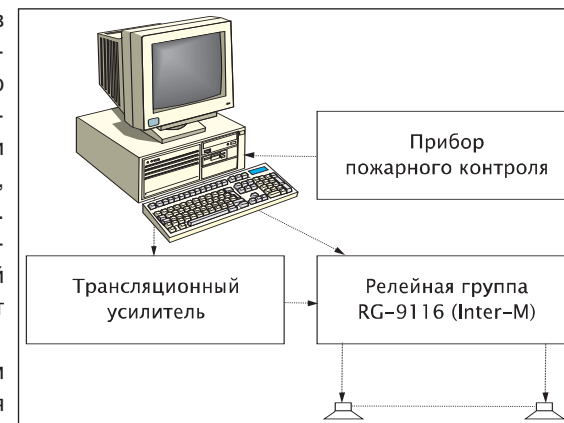 в
-
о
-
и
,
.
-
й
т
и
я
Прибор
пожарного контроля
Трансляционный
усилитель
Релейная группа
RG-9116 (Inter-M)